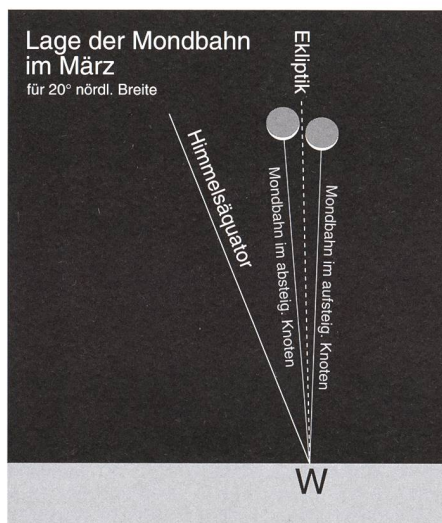 Lage der Mondbahn
im März
für 20° nördl. Breite
Ekliptik
Himmelsäquator
Mondbahn im absteig. Knoten
Mondbahn im aufsteig. Knoten
W